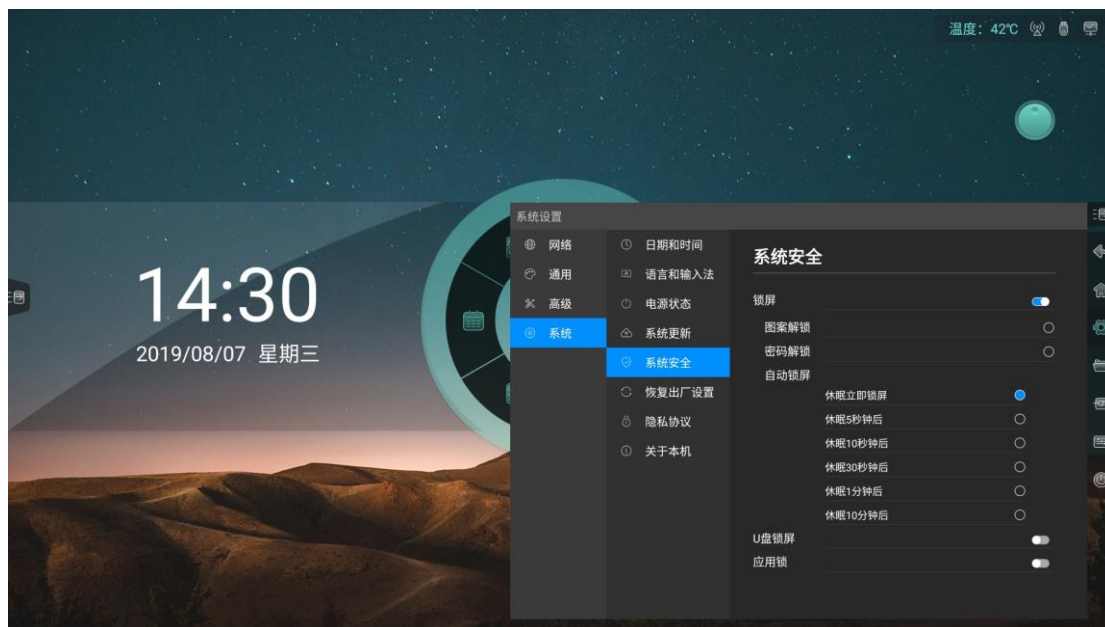 温度：42℃
14:30
2019/08/07 星期三
系统设置
网络
通用
高级
系统
日期和时间
语言和输入法
电源状态
系统更新
系统安全
恢复出厂设置
隐私协议
关于本机
系统安全
锁屏
图案解锁
密码解锁
自动锁屏
休眠立即锁屏
休眠5秒钟后
休眠10秒钟后
休眠30秒钟后
休眠1分钟后
休眠10分钟后
U盘锁屏
应用锁